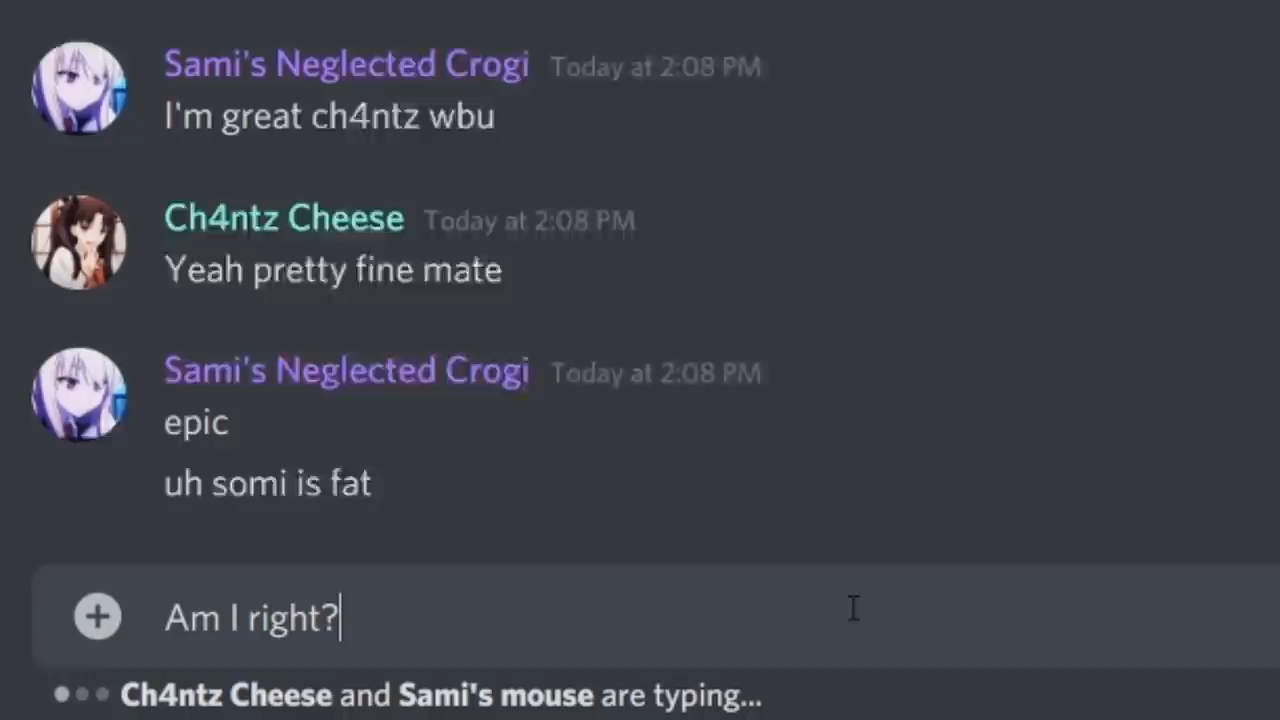 Sami's Neglected Crogi Today at 2:08 PM
I'm great ch4ntz wbu
Ch4ntz Cheese Today at 2:08 PM
Yeah pretty fine mate
Sami's Neglected Crogi Today at 2:08 PM
epic
uh somi is fat
Am I right?
Ch4ntz Cheese and Sami's mouse are typing...